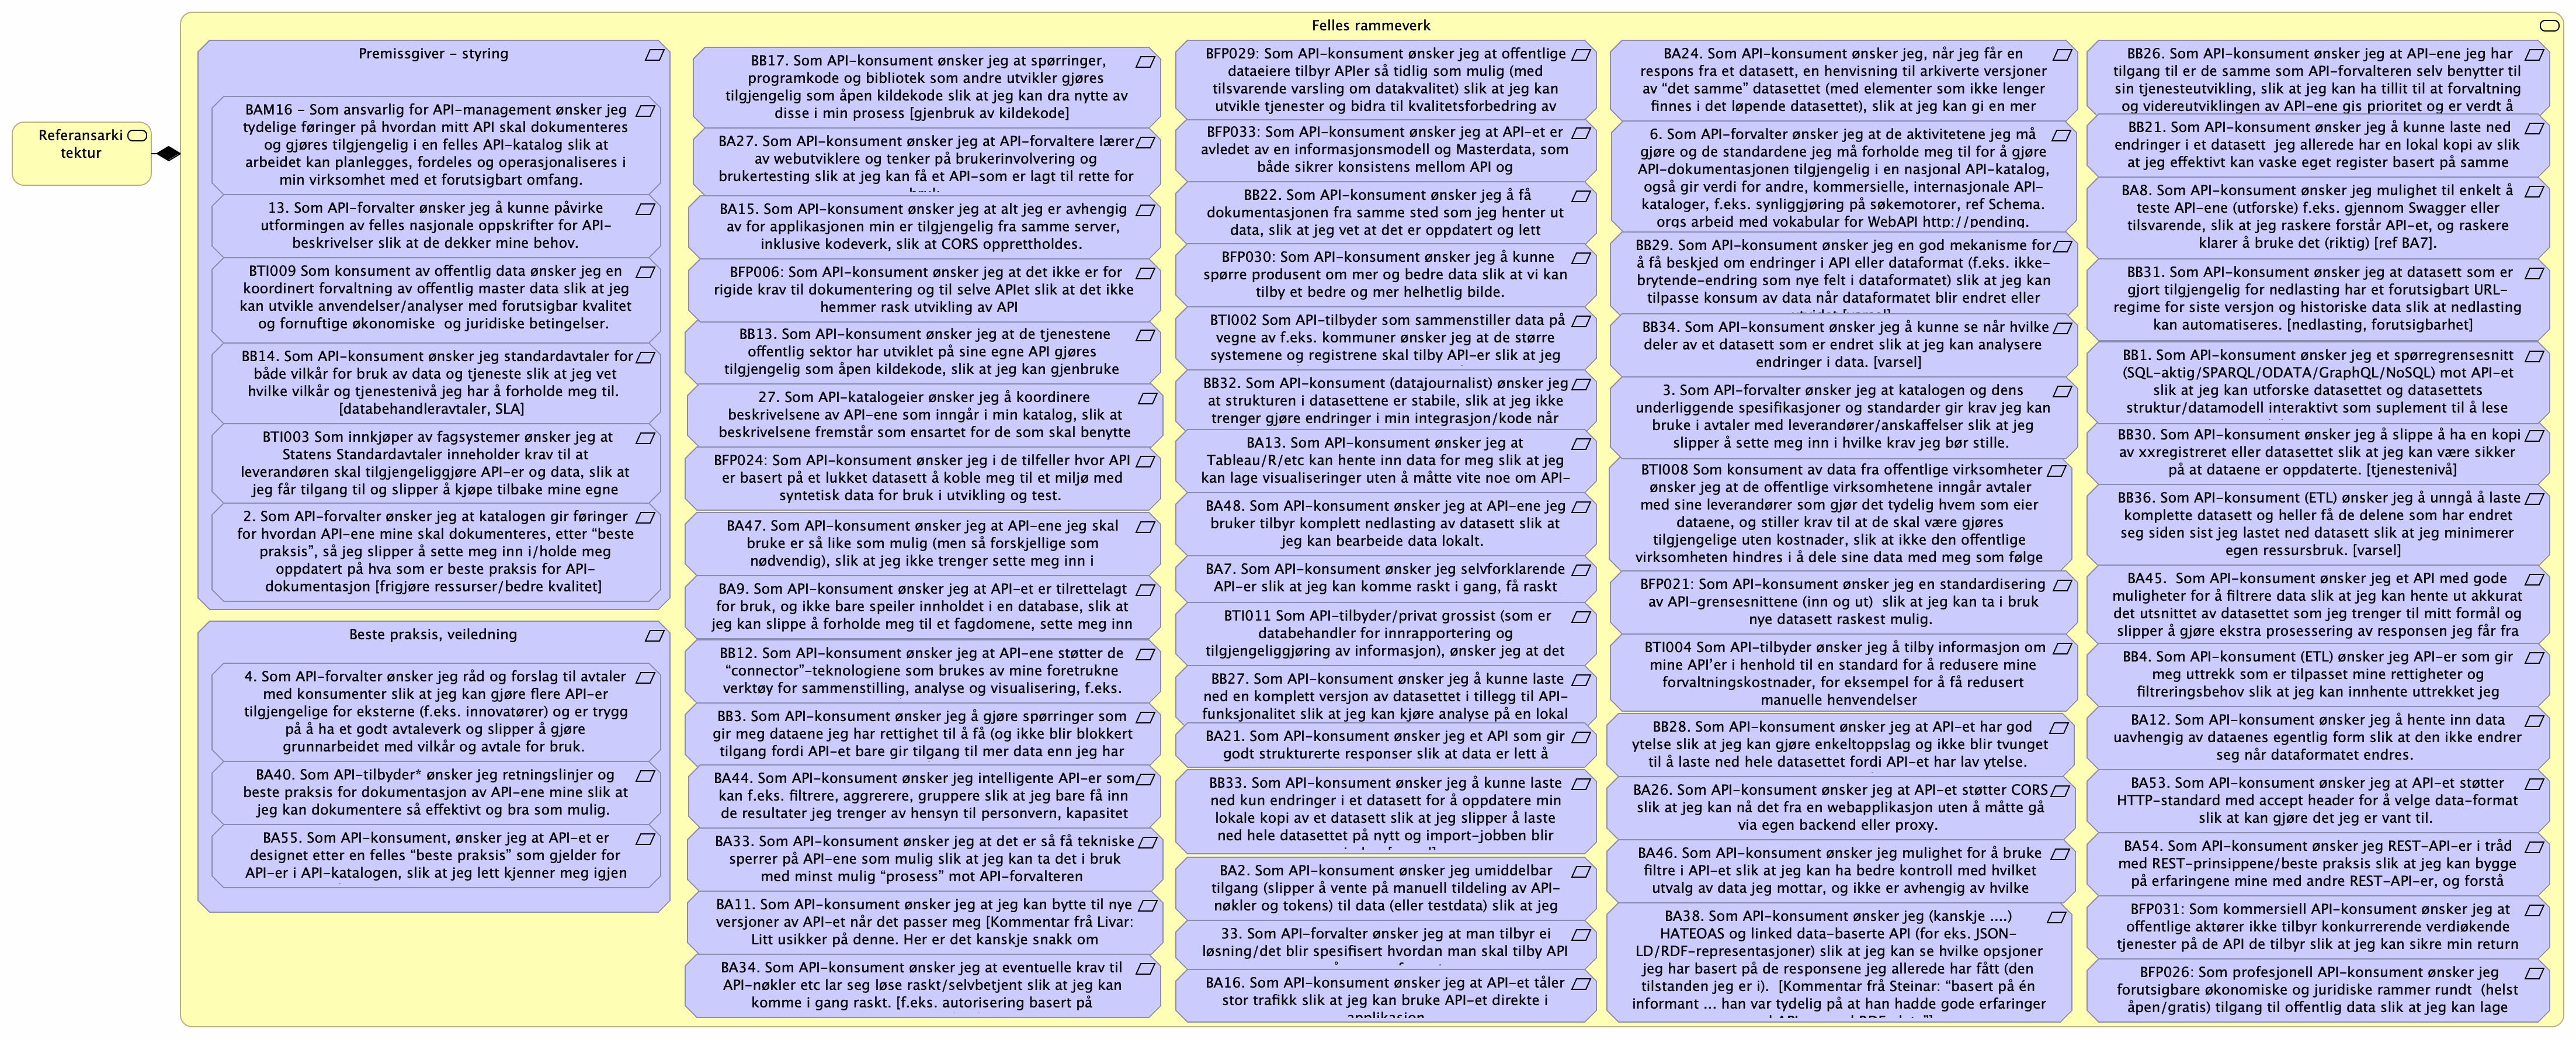 Felles rammeverk
Referansarki
tektur
Premissgiver – styring
BAM16 – Som ansvarlig for API–management ønsker jeg
tydelige føringer på hvordan mitt API skal dokumenteres
og gjøres tilgjengelig i en felles API–katalog slik at
arbeidet kan planlegges, fordeles og operasjonaliseres i
min virksomhet med et forutsigbart omfang.
13. Som API–forvalter ønsker jeg å kunne påvirke
utformingen av felles nasjonale oppskrifter for API–
beskrivelser slik at de dekker mine behov.
BTI009 Som konsument av offentlig data ønsker jeg en
koordinert forvaltning av offentlig master data slik at jeg
kan utvikle anvendelser/analyser med forutsigbar kvalitet
og fornuftige økonomiske  og juridiske betingelser.
BB14. Som API–konsument ønsker jeg standardavtaler for
både vilkår for bruk av data og tjeneste slik at jeg vet
hvilke vilkår og tjenestenivå jeg har å forholde meg til.
[databehandleravtaler, SLA]
BTI003 Som innkjøper av fagsystemer ønsker jeg at
Statens Standardavtaler inneholder krav til at
leverandøren skal tilgjengeliggjøre API–er og data, slik at
jeg får tilgang til og slipper å kjøpe tilbake mine egne
2. Som API–forvalter ønsker jeg at katalogen gir føringer
for hvordan API–ene mine skal dokumenteres, etter “beste
praksis”, så jeg slipper å sette meg inn i/holde meg
oppdatert på hva som er beste praksis for API–
dokumentasjon [frigjøre ressurser/bedre kvalitet]
Beste praksis, veiledning
4. Som API–forvalter ønsker jeg råd og forslag til avtaler
med konsumenter slik at jeg kan gjøre flere API–er
tilgjengelige for eksterne (f.eks. innovatører) og er trygg
på å ha et godt avtaleverk og slipper å gjøre
grunnarbeidet med vilkår og avtale for bruk.
BA40. Som API–tilbyder* ønsker jeg retningslinjer og
beste praksis for dokumentasjon av API–ene mine slik at
jeg kan dokumentere så effektivt og bra som mulig.
BA55. Som API–konsument, ønsker jeg at API–et er
designet etter en felles “beste praksis” som gjelder for
API–er i API–katalogen, slik at jeg lett kjenner meg igjen
BB17. Som API–konsument ønsker jeg at spørringer,
programkode og bibliotek som andre utvikler gjøres
tilgjengelig som åpen kildekode slik at jeg kan dra nytte av
disse i min prosess [gjenbruk av kildekode]
BA27. Som API–konsument ønsker jeg at API–forvaltere lærer
av webutviklere og tenker på brukerinvolvering og
brukertesting slik at jeg kan få et API–som er lagt til rette for
BA15. Som API–konsument ønsker jeg at alt jeg er avhengig
av for applikasjonen min er tilgjengelig fra samme server,
inklusive kodeverk, slik at CORS opprettholdes.
BFP006: Som API–konsument ønsker jeg at det ikke er for
rigide krav til dokumentering og til selve APIet slik at det ikke
hemmer rask utvikling av API
BB13. Som API–konsument ønsker jeg at de tjenestene
offentlig sektor har utviklet på sine egne API gjøres
tilgjengelig som åpen kildekode, slik at jeg kan gjenbruke
27. Som API–katalogeier ønsker jeg å koordinere
beskrivelsene av API–ene som inngår i min katalog, slik at
beskrivelsene fremstår som ensartet for de som skal benytte
BFP024: Som API–konsument ønsker jeg i de tilfeller hvor API
er basert på et lukket datasett å koble meg til et miljø med
syntetisk data for bruk i utvikling og test.
BA47. Som API–konsument ønsker jeg at API–ene jeg skal
bruke er så like som mulig (men så forskjellige som
nødvendig), slik at jeg ikke trenger sette meg inn i
BA9. Som API–konsument ønsker jeg at API–et er tilrettelagt
for bruk, og ikke bare speiler innholdet i en database, slik at
jeg kan slippe å forholde meg til et fagdomene, sette meg inn
BB12. Som API–konsument ønsker jeg at API–ene støtter de
“connector”–teknologiene som brukes av mine foretrukne
verktøy for sammenstilling, analyse og visualisering, f.eks.
BB3. Som API–konsument ønsker jeg å gjøre spørringer som
gir meg dataene jeg har rettighet til å få (og ikke blir blokkert
tilgang fordi API–et bare gir tilgang til mer data enn jeg har
BA44. Som API–konsument ønsker jeg intelligente API–er som
kan f.eks. filtrere, aggrerere, gruppere slik at jeg bare få inn
de resultater jeg trenger av hensyn til personvern, kapasitet
BA33. Som API–konsument ønsker jeg at det er så få tekniske
sperrer på API–ene som mulig slik at jeg kan ta det i bruk
med minst mulig “prosess” mot API–forvalteren
BA11. Som API–konsument ønsker jeg at jeg kan bytte til nye
versjoner av API–et når det passer meg [Kommentar frå Livar:
Litt usikker på denne. Her er det kanskje snakk om
BA34. Som API–konsument ønsker jeg at eventuelle krav til
API–nøkler etc lar seg løse raskt/selvbetjent slik at jeg kan
komme i gang raskt. [f.eks. autorisering basert på
BFP029: Som API–konsument ønsker jeg at offentlige
dataeiere tilbyr APIer så tidlig som mulig (med
tilsvarende varsling om datakvalitet) slik at jeg kan
utvikle tjenester og bidra til kvalitetsforbedring av
BFP033: Som API–konsument ønsker jeg at API–et er
avledet av en informasjonsmodell og Masterdata, som
både sikrer konsistens mellom API og
BB22. Som API–konsument ønsker jeg å få
dokumentasjonen fra samme sted som jeg henter ut
data, slik at jeg vet at det er oppdatert og lett
BFP030: Som API–konsument ønsker jeg å kunne
spørre produsent om mer og bedre data slik at vi kan
tilby et bedre og mer helhetlig bilde.
BTI002 Som API–tilbyder som sammenstiller data på
vegne av f.eks. kommuner ønsker jeg at de større
systemene og registrene skal tilby API–er slik at jeg
BB32. Som API–konsument (datajournalist) ønsker jeg
at strukturen i datasettene er stabile, slik at jeg ikke
trenger gjøre endringer i min integrasjon/kode når
BA13. Som API–konsument ønsker jeg at
Tableau/R/etc kan hente inn data for meg slik at jeg
kan lage visualiseringer uten å måtte vite noe om API–
BA48. Som API–konsument ønsker jeg at API–ene jeg
bruker tilbyr komplett nedlasting av datasett slik at
jeg kan bearbeide data lokalt.
BA7. Som API–konsument ønsker jeg selvforklarende
API–er slik at jeg kan komme raskt i gang, få raskt
BTI011 Som API–tilbyder/privat grossist (som er
databehandler for innrapportering og
tilgjengeliggjøring av informasjon), ønsker jeg at det
BB27. Som API–konsument ønsker jeg å kunne laste
ned en komplett versjon av datasettet i tillegg til API–
funksjonalitet slik at jeg kan kjøre analyse på en lokal
BA21. Som API–konsument ønsker jeg et API som gir
godt strukturerte responser slik at data er lett å
BB33. Som API–konsument ønsker jeg å kunne laste
ned kun endringer i et datasett for å oppdatere min
lokale kopi av et datasett slik at jeg slipper å laste
ned hele datasettet på nytt og import–jobben blir
BA2. Som API–konsument ønsker jeg umiddelbar
tilgang (slipper å vente på manuell tildeling av API–
nøkler og tokens) til data (eller testdata) slik at jeg
33. Som API–forvalter ønsker jeg at man tilbyr ei
løsning/det blir spesifisert hvordan man skal tilby API
BA16. Som API–konsument ønsker jeg at API–et tåler
stor trafikk slik at jeg kan bruke API–et direkte i
applikasjon
BA24. Som API–konsument ønsker jeg, når jeg får en
respons fra et datasett, en henvisning til arkiverte versjoner
av “det samme” datasettet (med elementer som ikke lenger
finnes i det løpende datasettet), slik at jeg kan gi en mer
6. Som API–forvalter ønsker jeg at de aktivitetene jeg må
gjøre og de standardene jeg må forholde meg til for å gjøre
API–dokumentasjonen tilgjengelig i en nasjonal API–katalog,
også gir verdi for andre, kommersielle, internasjonale API–
kataloger, f.eks. synliggjøring på søkemotorer, ref Schema.
orgs arbeid med vokabular for WebAPI http://pending.
BB29. Som API–konsument ønsker jeg en god mekanisme for
å få beskjed om endringer i API eller dataformat (f.eks. ikke–
brytende–endring som nye felt i dataformatet) slik at jeg kan
tilpasse konsum av data når dataformatet blir endret eller
utvidet [varsel]
BB34. Som API–konsument ønsker jeg å kunne se når hvilke
deler av et datasett som er endret slik at jeg kan analysere
endringer i data. [varsel]
3. Som API–forvalter ønsker jeg at katalogen og dens
underliggende spesifikasjoner og standarder gir krav jeg kan
bruke i avtaler med leverandører/anskaffelser slik at jeg
slipper å sette meg inn i hvilke krav jeg bør stille.
BTI008 Som konsument av data fra offentlige virksomheter
ønsker jeg at de offentlige virksomhetene inngår avtaler
med sine leverandører som gjør det tydelig hvem som eier
dataene, og stiller krav til at de skal være gjøres
tilgjengelige uten kostnader, slik at ikke den offentlige
virksomheten hindres i å dele sine data med meg som følge
BFP021: Som API–konsument ønsker jeg en standardisering
av API–grensesnittene (inn og ut)  slik at jeg kan ta i bruk
nye datasett raskest mulig.
BTI004 Som API–tilbyder ønsker jeg å tilby informasjon om
mine API’er i henhold til en standard for å redusere mine
forvaltningskostnader, for eksempel for å få redusert
manuelle henvendelser
BB28. Som API–konsument ønsker jeg at API–et har god
ytelse slik at jeg kan gjøre enkeltoppslag og ikke blir tvunget
til å laste ned hele datasettet fordi API–et har lav ytelse.
BA26. Som API–konsument ønsker jeg at API–et støtter CORS
slik at jeg kan nå det fra en webapplikasjon uten å måtte gå
via egen backend eller proxy.
BA46. Som API–konsument ønsker jeg mulighet for å bruke
filtre i API–et slik at jeg kan ha bedre kontroll med hvilket
utvalg av data jeg mottar, og ikke er avhengig av hvilke
BA38. Som API–konsument ønsker jeg (kanskje ....)
HATEOAS og linked data–baserte API (for eks. JSON–
LD/RDF–representasjoner) slik at jeg kan se hvilke opsjoner
jeg har basert på de responsene jeg allerede har fått (den
tilstanden jeg er i).  [Kommentar frå Steinar: “basert på én
informant ... han var tydelig på at han hadde gode erfaringer
BB26. Som API–konsument ønsker jeg at API–ene jeg har
tilgang til er de samme som API–forvalteren selv benytter til
sin tjenesteutvikling, slik at jeg kan ha tillit til at forvaltning
og videreutviklingen av API–ene gis prioritet og er verdt å
BB21. Som API–konsument ønsker jeg å kunne laste ned
endringer i et datasett  jeg allerede har en lokal kopi av slik
at jeg effektivt kan vaske eget register basert på samme
BA8. Som API–konsument ønsker jeg mulighet til enkelt å
teste API–ene (utforske) f.eks. gjennom Swagger eller
tilsvarende, slik at jeg raskere forstår API–et, og raskere
klarer å bruke det (riktig) [ref BA7].
BB31. Som API–konsument ønsker jeg at datasett som er
gjort tilgjengelig for nedlasting har et forutsigbart URL–
regime for siste versjon og historiske data slik at nedlasting
kan automatiseres. [nedlasting, forutsigbarhet]
BB1. Som API–konsument ønsker jeg et spørregrensesnitt
(SQL–aktig/SPARQL/ODATA/GraphQL/NoSQL) mot API–et
slik at jeg kan utforske datasettet og datasettets
struktur/datamodell interaktivt som suplement til å lese
BB30. Som API–konsument ønsker jeg å slippe å ha en kopi
av xxregistreret eller datasettet slik at jeg kan være sikker
på at dataene er oppdaterte. [tjenestenivå]
BB36. Som API–konsument (ETL) ønsker jeg å unngå å laste
komplette datasett og heller få de delene som har endret
seg siden sist jeg lastet ned datasett slik at jeg minimerer
egen ressursbruk. [varsel]
BA45.  Som API–konsument ønsker jeg et API med gode
muligheter for å filtrere data slik at jeg kan hente ut akkurat
det utsnittet av datasettet som jeg trenger til mitt formål og
slipper å gjøre ekstra prosessering av responsen jeg får fra
BB4. Som API–konsument (ETL) ønsker jeg API–er som gir
meg uttrekk som er tilpasset mine rettigheter og
filtreringsbehov slik at jeg kan innhente uttrekket jeg
BA12. Som API–konsument ønsker jeg å hente inn data
uavhengig av dataenes egentlig form slik at den ikke endrer
seg når dataformatet endres.
BA53. Som API–konsument ønsker jeg at API–et støtter
HTTP–standard med accept header for å velge data–format
slik at kan gjøre det jeg er vant til.
BA54. Som API–konsument ønsker jeg REST–API–er i tråd
med REST–prinsippene/beste praksis slik at jeg kan bygge
på erfaringene mine med andre REST–API–er, og forstå
BFP031: Som kommersiell API–konsument ønsker jeg at
offentlige aktører ikke tilbyr konkurrerende verdiøkende
tjenester på de API de tilbyr slik at jeg kan sikre min return
BFP026: Som profesjonell API–konsument ønsker jeg
forutsigbare økonomiske og juridiske rammer rundt  (helst
åpen/gratis) tilgang til offentlig data slik at jeg kan lage